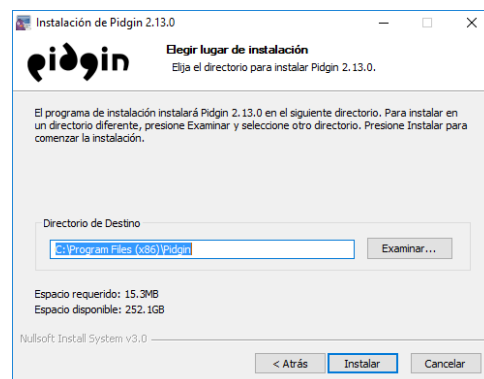 Instalación de Pidgin 2.13.0
pidgin
Elegir lugar de instalación
Elija el directorio para instalar Pidgin 2.13.0.
El programa de instalación instalará Pidgin 2.13.0 en el siguiente directorio. Para instalar en
un directorio diferente, presione Examinar y seleccione otro directorio. Presione Instalar para
comenzar la instalación.
Directorio de Destino
C:\Program Files (x86)\Pidgin
Examinar...
Espacio requerido: 15.3MB
Espacio disponible: 252.1GB
Nullsoft Install System v3.0
< Atrás
Instalar
Cancelar